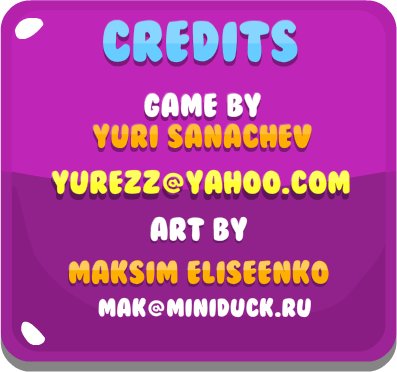 CREDITS
GAME BY
YURI SANACHEV
YUREZZ@YAHOO.COM
ART BY
MAKSIM ELISEENKO
MAK@MINIDUCK.RU